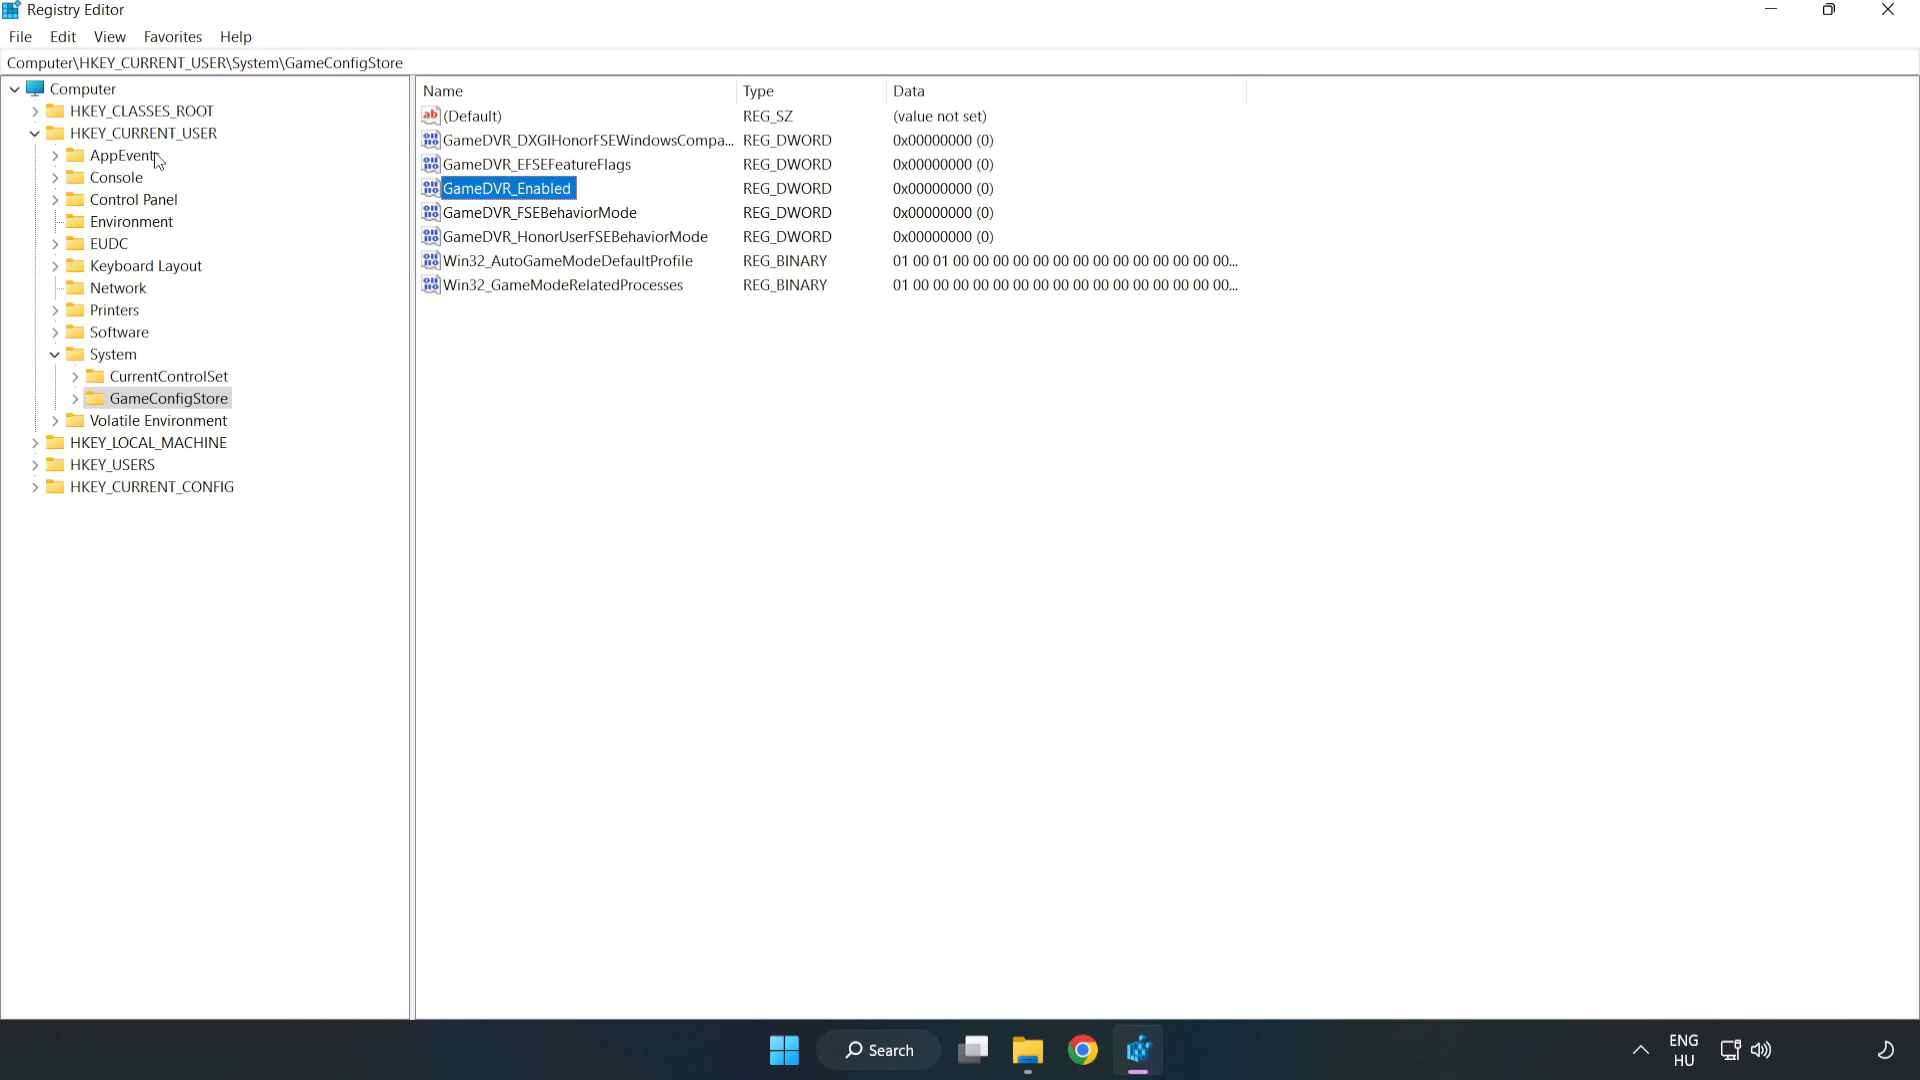 Registry Editor
File Edit View Favorites Help
Computer\HKEY_CURRENT_USER\System\GameConfigStore
Computer
HKEY_CLASSES_ROOT
HKEY_CURRENT_USER
AppEvents
Console
Control Panel
Environment
EUDC
Keyboard Layout
Network
Printers
Software
System
CurrentControlSet
GameConfigStore
Volatile Environment
HKEY_LOCAL_MACHINE
HKEY_USERS
HKEY_CURRENT_CONFIG
Name Type Data
(Default) REG_SZ (value not set)
GameDVR_DXGIHonorFSEWindowsCompa... REG_DWORD 0x00000000 (0)
GameDVR_EFSEFeatureFlags REG_DWORD 0x00000000 (0)
GameDVR_Enabled REG_DWORD 0x00000000 (0)
GameDVR_FSEBehaviorMode REG_DWORD 0x00000000 (0)
GameDVR_HonorUserFSEBehaviorMode REG_DWORD 0x00000000 (0)
Win32_AutoGameModeDefaultProfile REG_BINARY 01 00 01 00 00 00 00 00 00 00 00 00 00 00 00 00 00...
Win32_GameModeRelatedProcesses REG_BINARY 01 00 00 00 00 00 00 00 00 00 00 00 00 00 00 00 00...
Search
ENG
HU